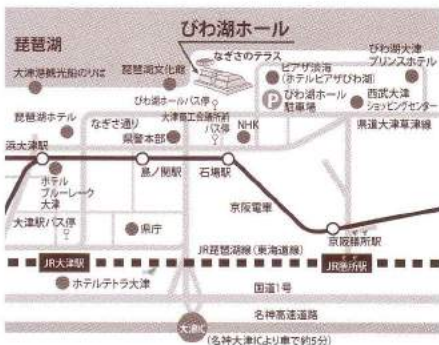 びわ湖ホール
琵琶湖
なぎさのテラス
大津港観光船のりば
琵琶湖文化館
ピアザ淡海
(ホテルピアザびわ湖)
びわ湖大津
プリンスホテル
びわ湖ホールバス停
P
びわ湖ホール
駐車場
西武大津
ショッピングセンター
琵琶湖ホテル
なぎさ通り
大津商工会議所前
バス停
県警本部
NHK
県道大津草津線
浜大津駅
島ノ関駅
石場駅
ホテル
ブルーレーク
大津
京阪電車
大津駅バス停
県庁
京阪膳所駅
JR琵琶湖線(東海道線)
JR大津駅
JR膳所駅
ホテルテトラ大津
国道1号
名神高速道路
大津IC
(名神大津ICより車で約5分)